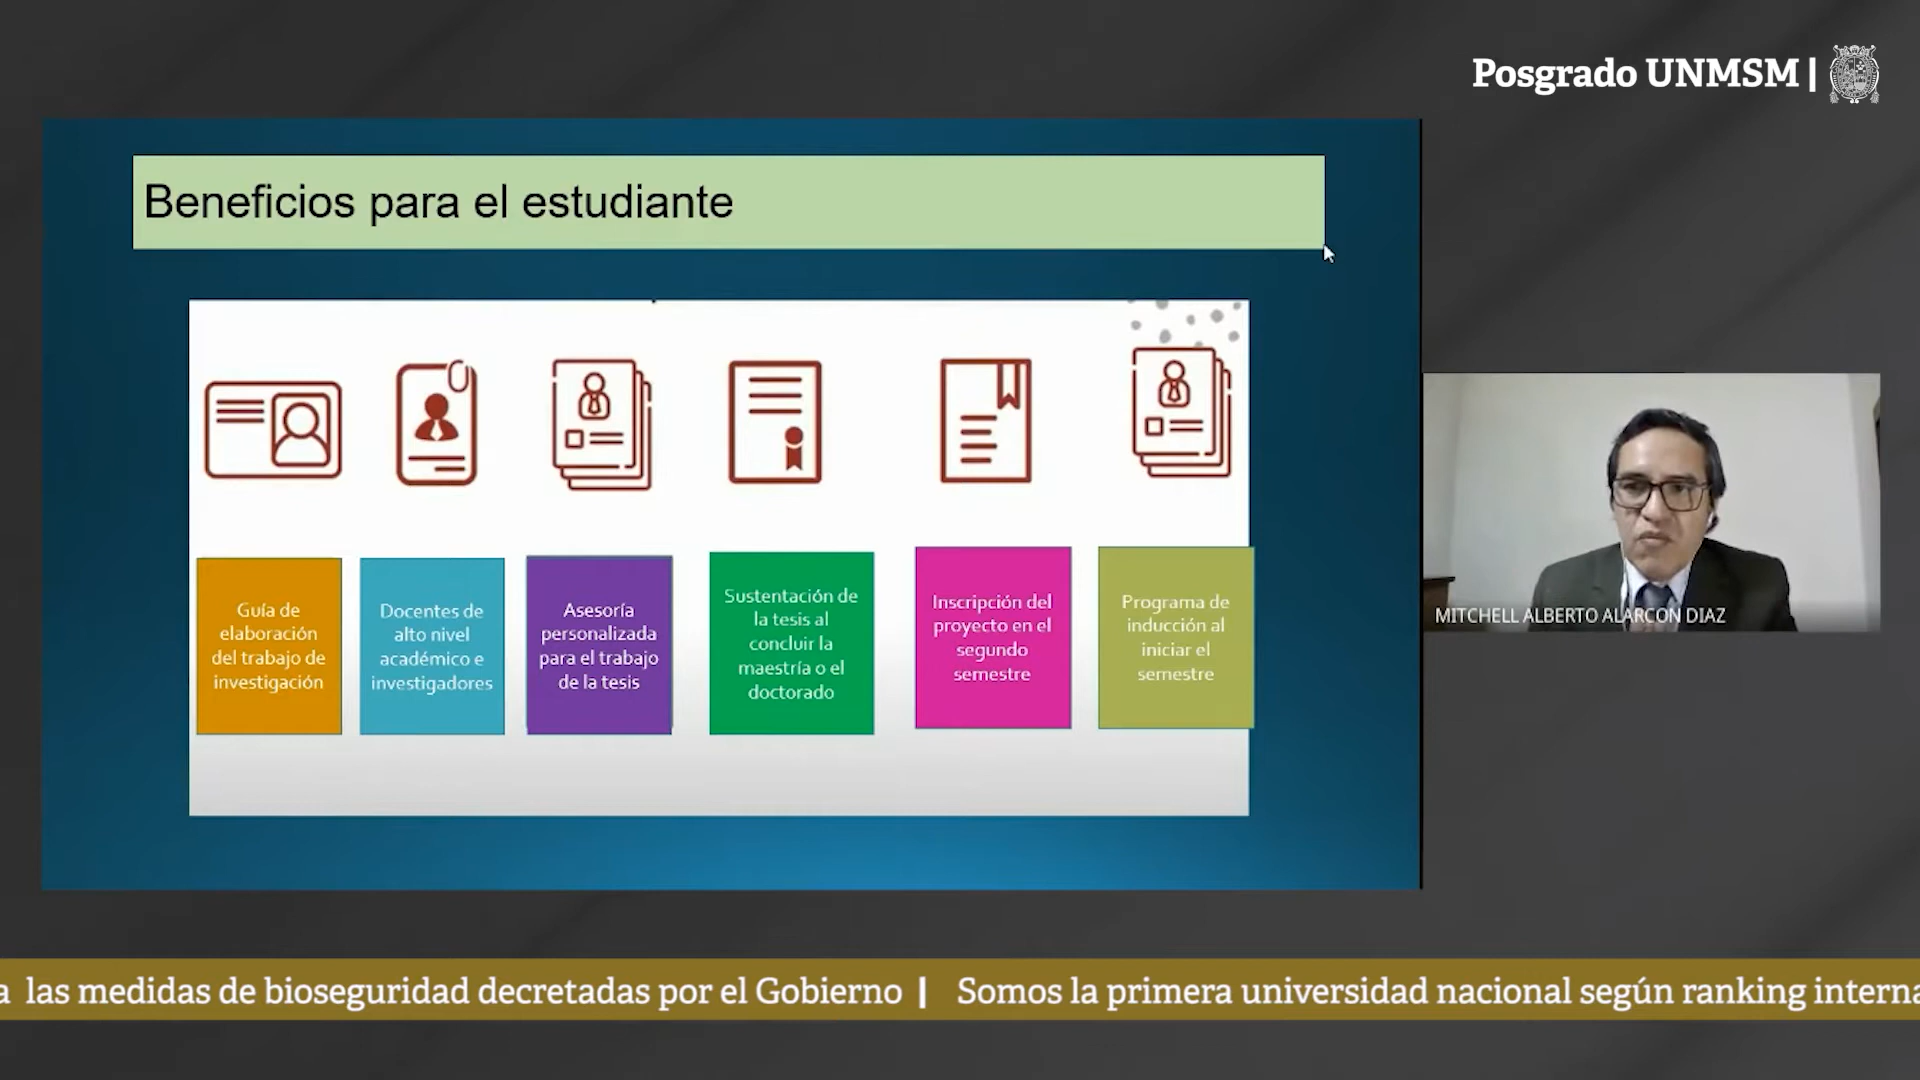 Posgrado UNMSM |
Beneficios para el estudiante
Guía de
elaboración
del trabajo de
investigación
Docentes de
alto nivel
académico e
investigadores
Asesoría
personalizada
para el trabajo
de la tesis
Sustentación de
la tesis al
concluir la
maestría o el
doctorado
Inscripción del
proyecto en el
segundo
semestre
Programa de
inducción al
iniciar el
semestre
MITCHELL ALBERTO ALARCON DIAZ
a las medidas de bioseguridad decretadas por el Gobierno | Somos la primera universidad nacional según ranking interna